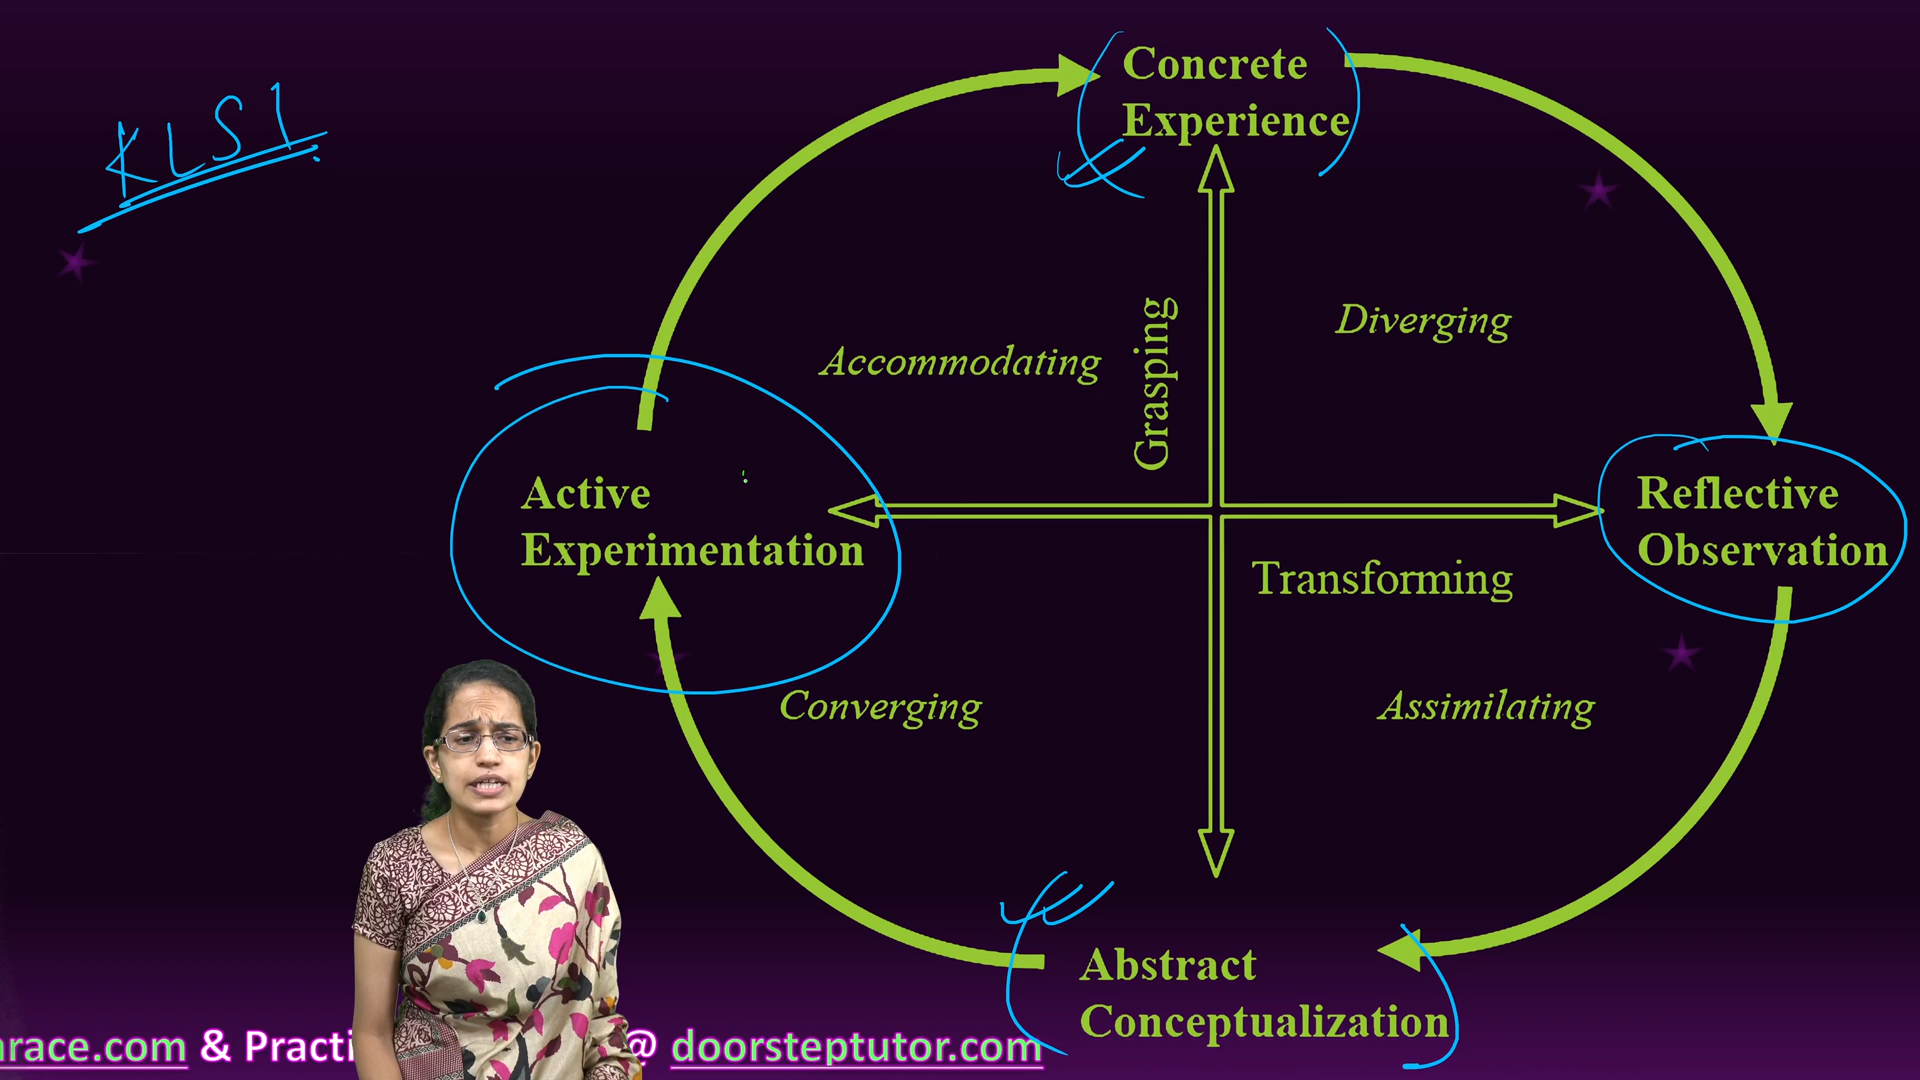 KLSI
Concrete
Experience
Grasping
Diverging
Accommodating
Active
Experimentation
Reflective
Observation
Transforming
Converging
Assimilating
Abstract
Conceptualization
race.com & Practi @ doorsteptutor.com